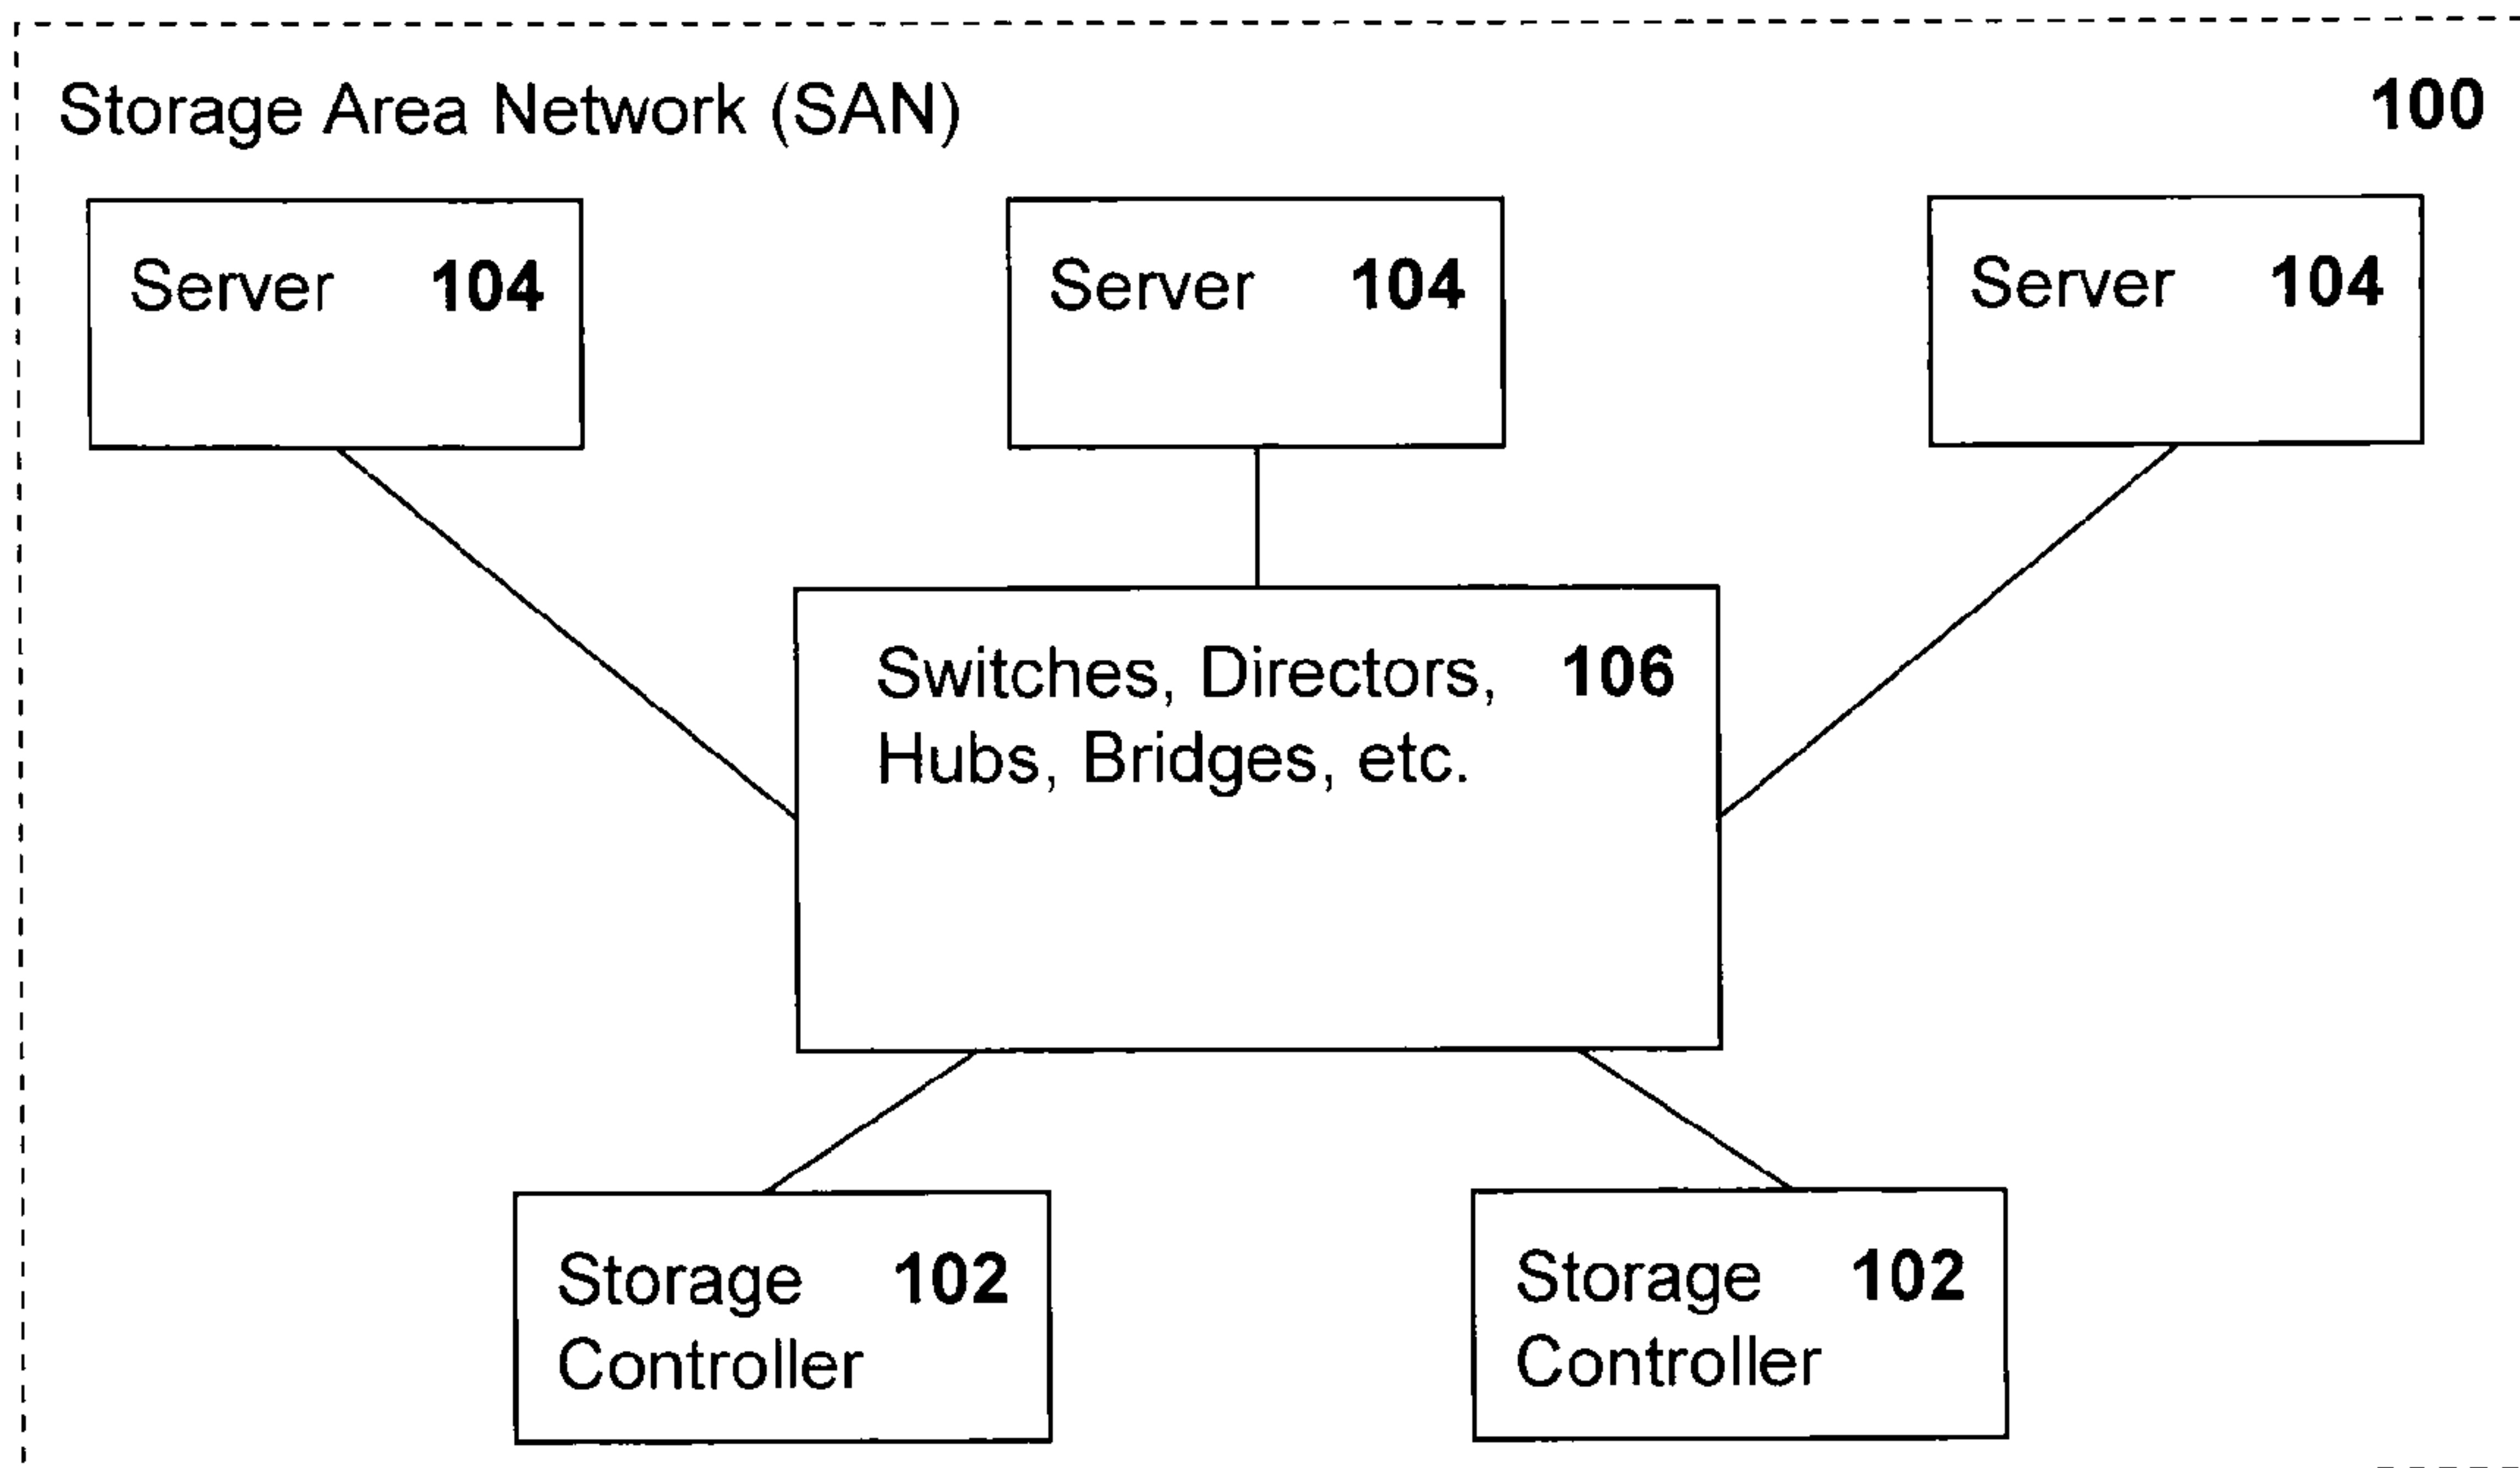 Storage Area Network (SAN) 100
Server 104
Server 104
Server 104
Switches, Directors, 106
Hubs, Bridges, etc.
Storage 102
Controller
Storage 102
Controller